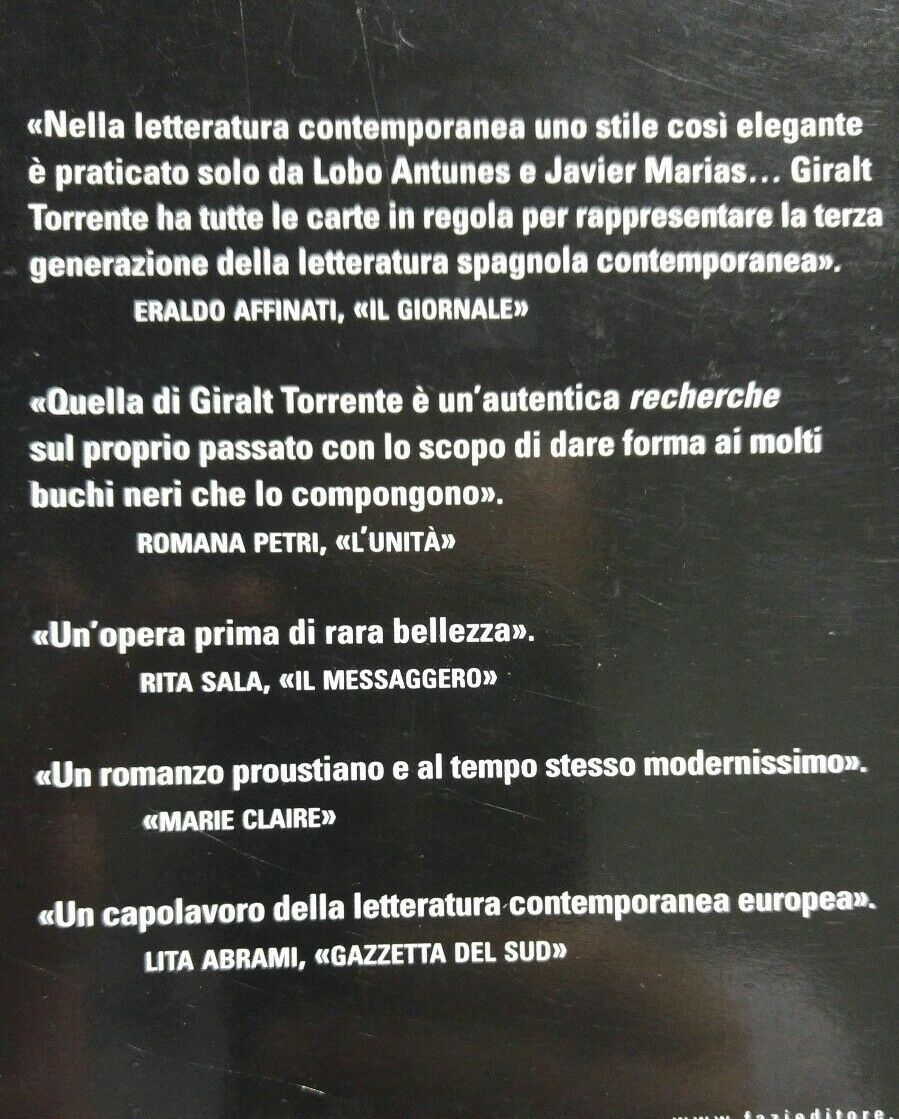 «Nella letteratura contemporanea uno stile così elegante
è praticato solo da Lobo Antunes e Javier Marias... Giralt
Torrente ha tutte le carte in regola per rappresentare la terza
generazione della letteratura spagnola contemporanea».
ERALDO AFFINATI, «IL GIORNALE»
«Quella di Giralt Torrente è un'autentica recherche
sul proprio passato con lo scopo di dare forma ai molti
buchi neri che lo compongono».
ROMANA PETRI, «L'UNITÀ»
«Un'opera prima di rara bellezza».
RITA SALA, «IL MESSAGGERO»
«Un romanzo proustiano e al tempo stesso modernissimo».
«MARIE CLAIRE»
«Un capolavoro della letteratura contemporanea europea».
LITA ABRAMI, «GAZZETTA DEL SUD»
www.fazieditore.